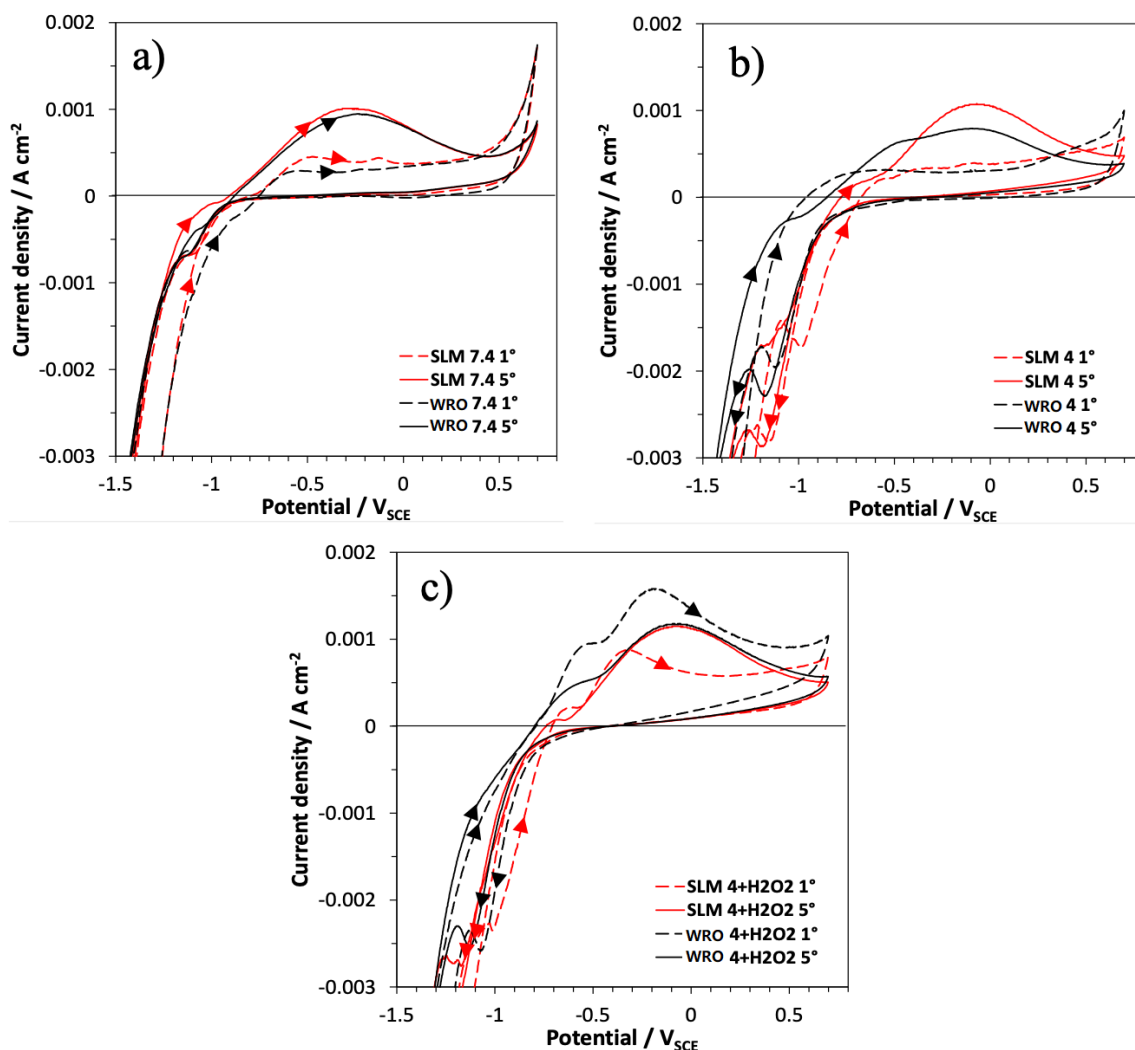 a)
0.002
0.001
0
-0.001
-0.002
-0.003
-1.5
-1
-0.5
0
0.5
Current density / A cm⁻²
Potential / V_SCE
SLM 7.4 1°
SLM 7.4 5°
WRO 7.4 1°
WRO 7.4 5°
b)
0.002
0.001
0
-0.001
-0.002
-0.003
-1.5
-1
-0.5
0
0.5
Current density / A cm⁻²
Potential / V_SCE
SLM 4 1°
SLM 4 5°
WRO 4 1°
WRO 4 5°
c)
0.002
0.001
0
-0.001
-0.002
-0.003
-1.5
-1
-0.5
0
0.5
Current density / A cm⁻²
Potential / V_SCE
SLM 4+H2O2 1°
SLM 4+H2O2 5°
WRO 4+H2O2 1°
WRO 4+H2O2 5°